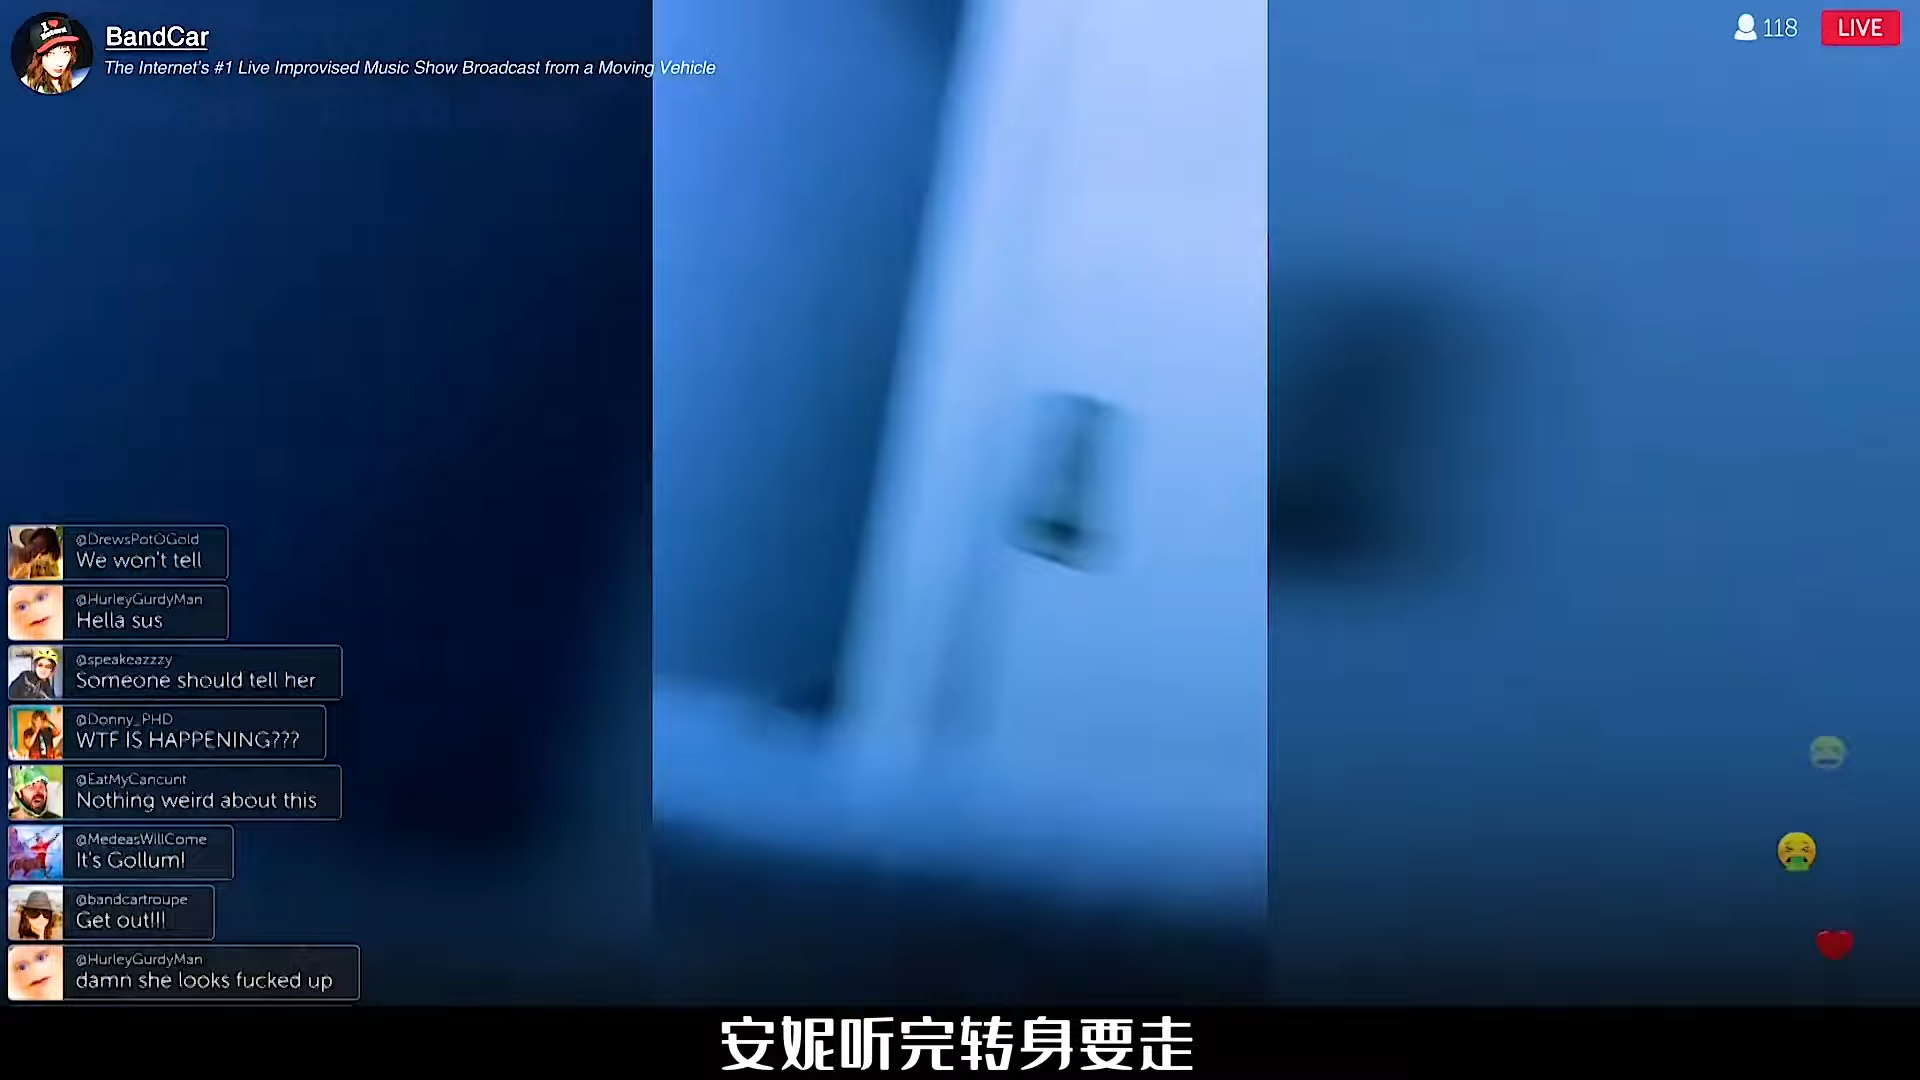 BandCar
The Internet's #1 Live Improvised Music Show Broadcast from a Moving Vehicle
118
LIVE
@DrewsPotOGold
We won't tell
@HurleyGurdyMan
Hella sus
@speakeazzzy
Someone should tell her
@Donny_PHD
WTF IS HAPPENING???
@EatMyCancunt
Nothing weird about this
@MedeasWillCome
It's Gollum!
@bandcartroupe
Get out!!!
@HurleyGurdyMan
damn she looks fucked up
安妮听完转身要走